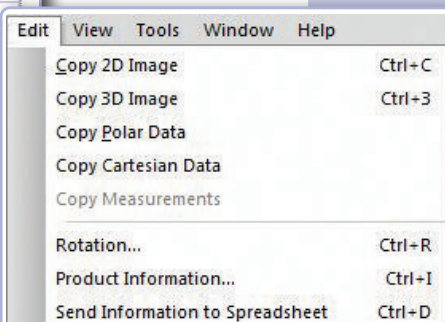 Edit View Tools Window Help
Copy 2D Image Ctrl+C
Copy 3D Image Ctrl+3
Copy Polar Data
Copy Cartesian Data
Copy Measurements
Rotation... Ctrl+R
Product Information... Ctrl+I
Send Information to Spreadsheet Ctrl+D